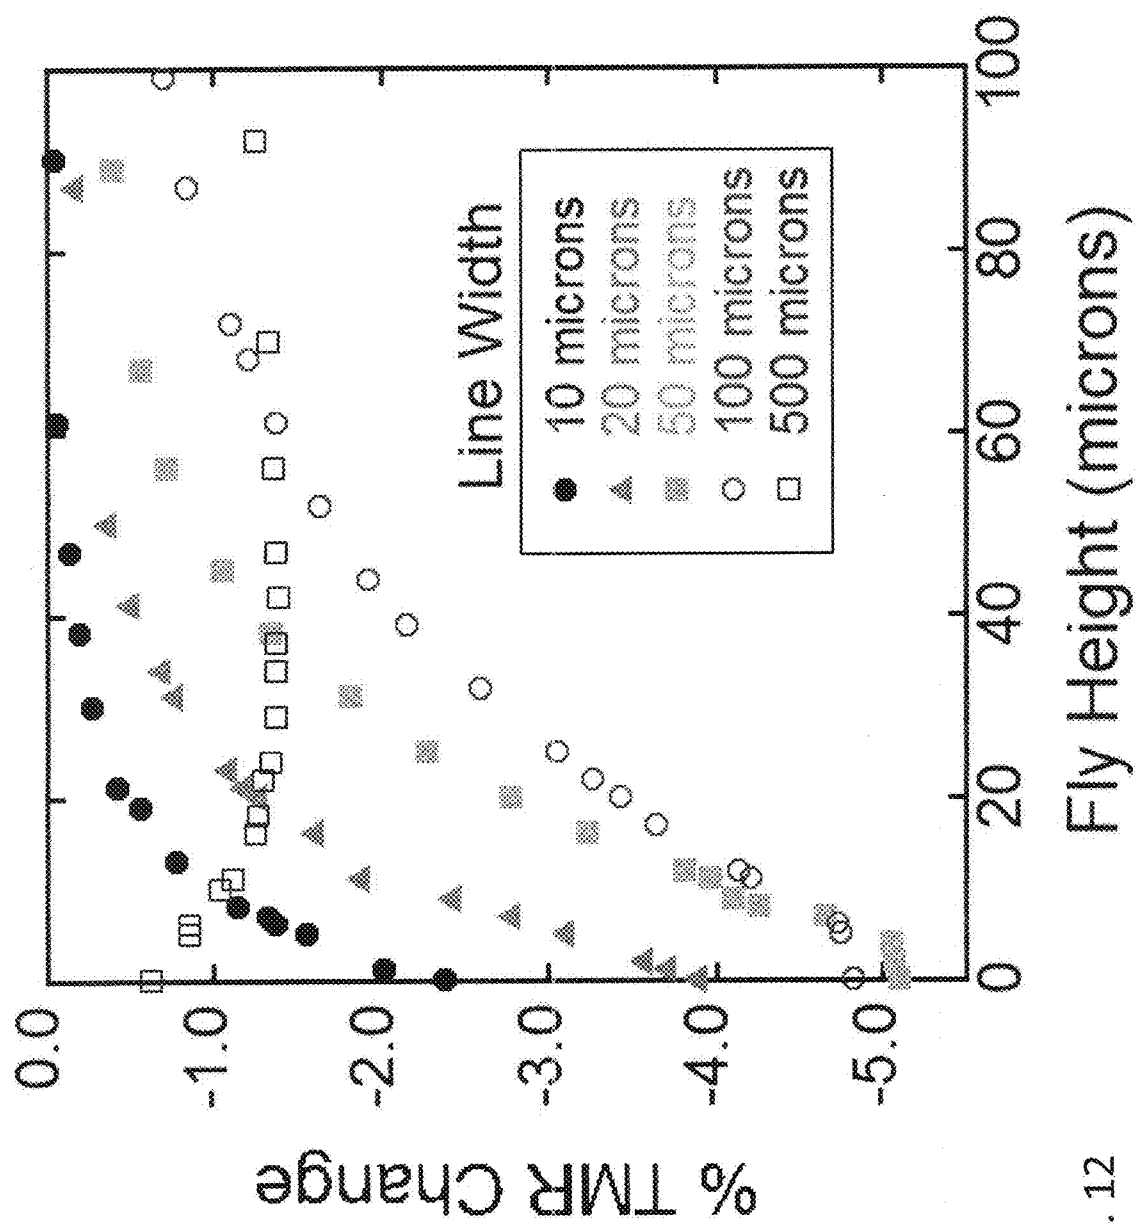 % TMR Change
0.0
-1.0
-2.0
-3.0
-4.0
-5.0
Line Width
10 microns
20 microns
50 microns
100 microns
500 microns
0 20 40 60 80 100
Fly Height (microns)
. 12